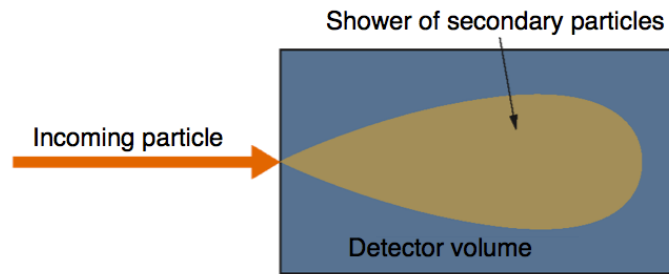 Shower of secondary particles
Incoming particle
Detector volume